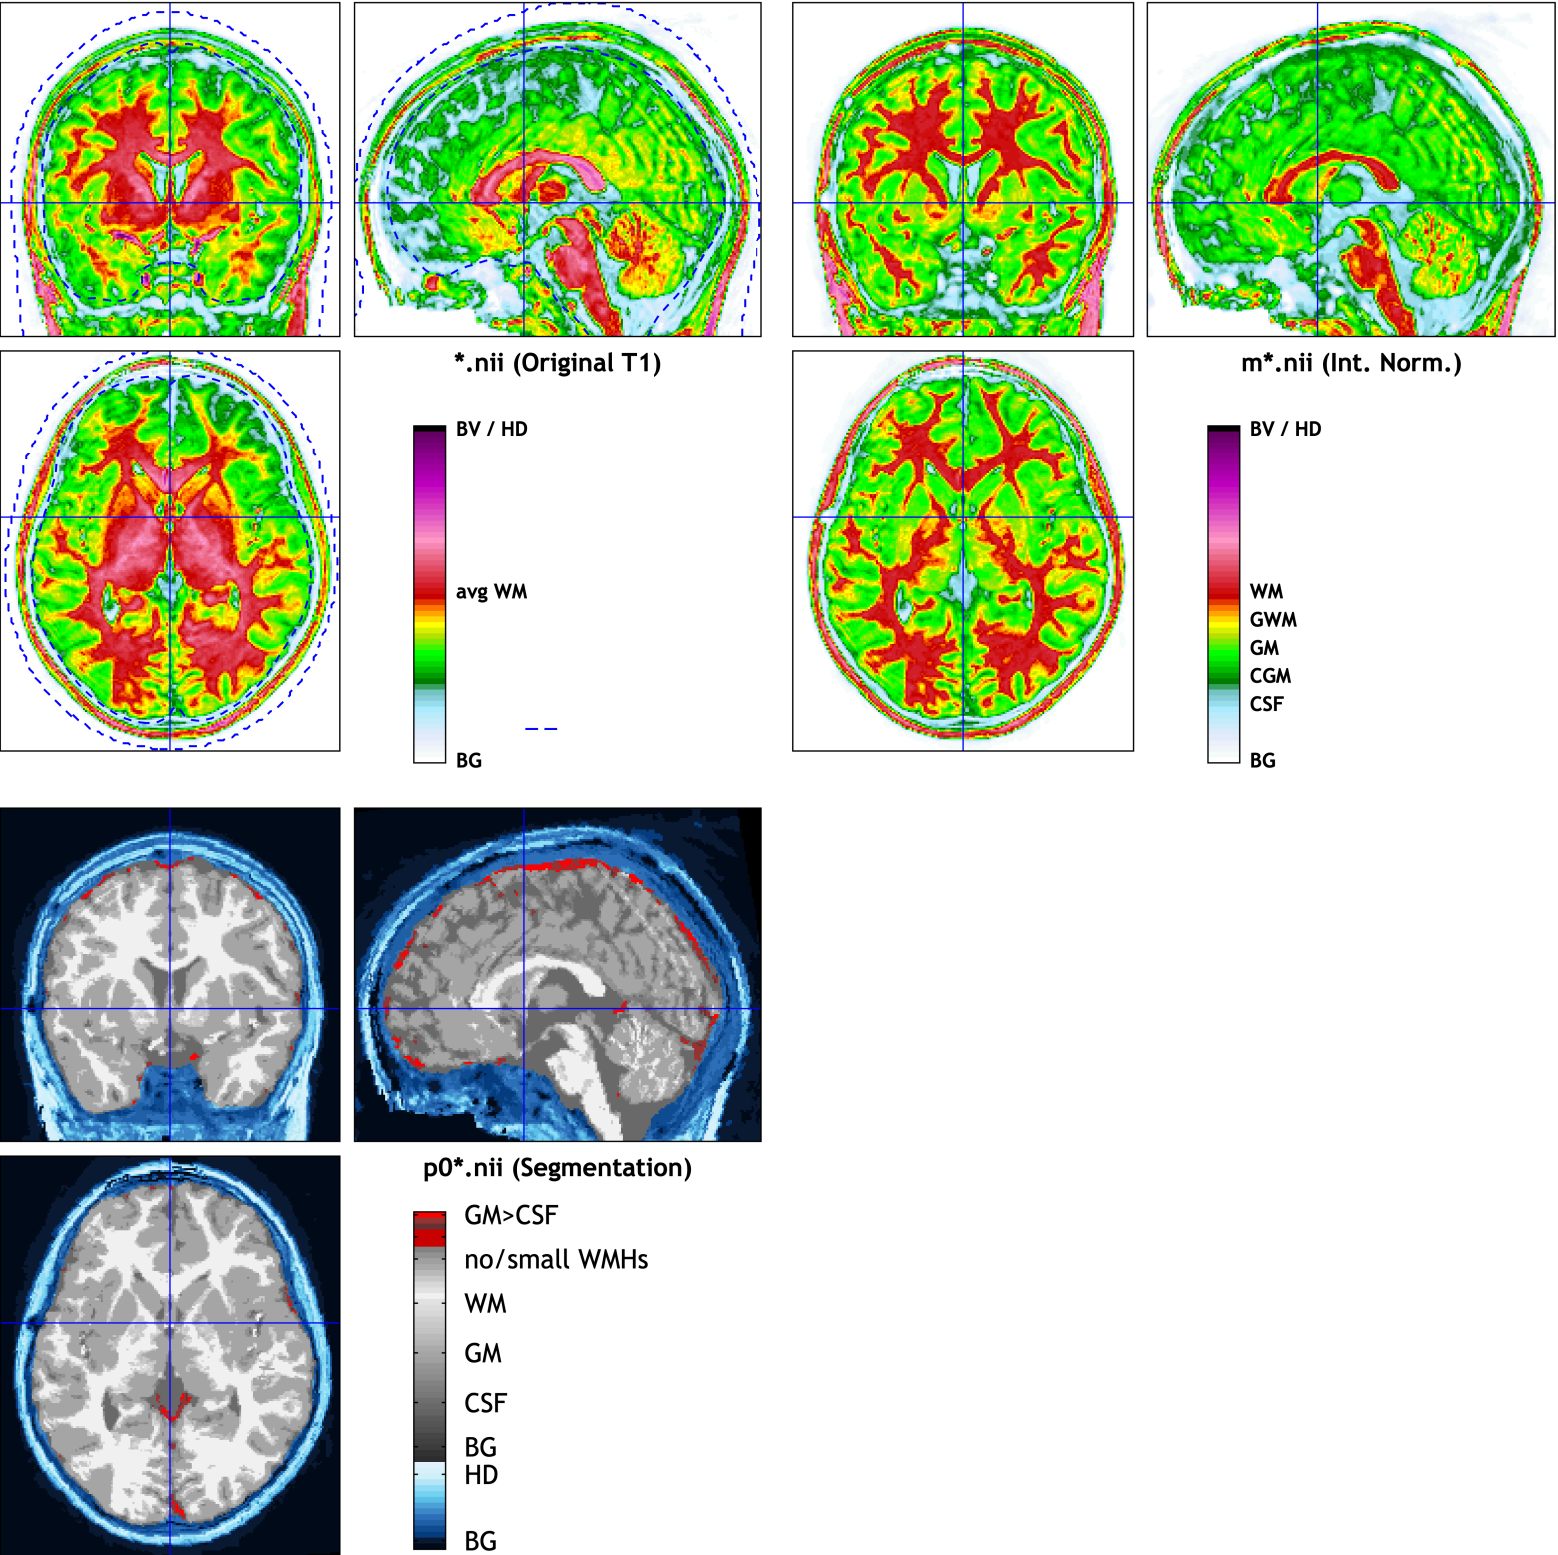 *.nii (Original T1)
BV / HD
avg WM
BG
m*.nii (Int. Norm.)
BV / HD
WM
GWM
GM
CGM
CSF
BG
p0*.nii (Segmentation)
GM>CSF
no/small WMHs
WM
GM
CSF
BG
HD
BG